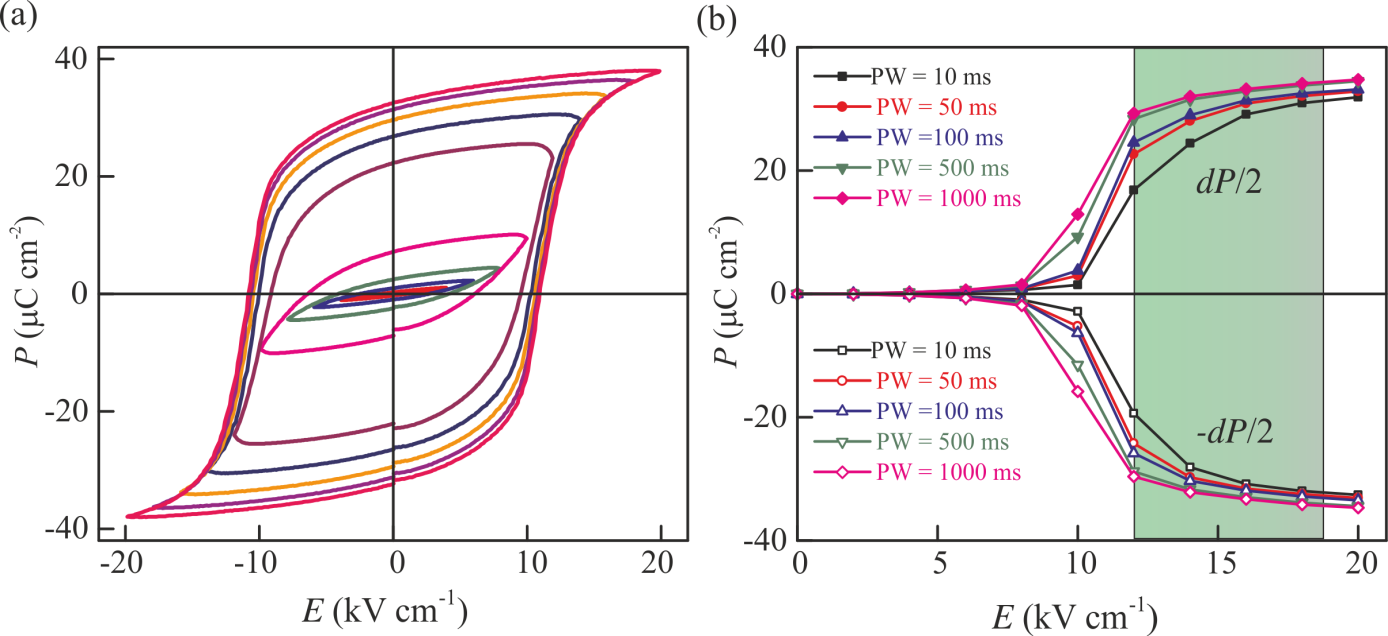 (a)
40
20
0
-20
-40
P (μC cm-2)
-20 -10 0 10 20
E (kV cm-1)
(b)
40
20
0
-20
-40
P (μC cm-2)
PW = 10 ms
PW = 50 ms
PW =100 ms
PW = 500 ms
PW = 1000 ms
dP/2
PW = 10 ms
PW = 50 ms
PW =100 ms
PW = 500 ms
PW = 1000 ms
-dP/2
0 5 10 15 20
E (kV cm-1)